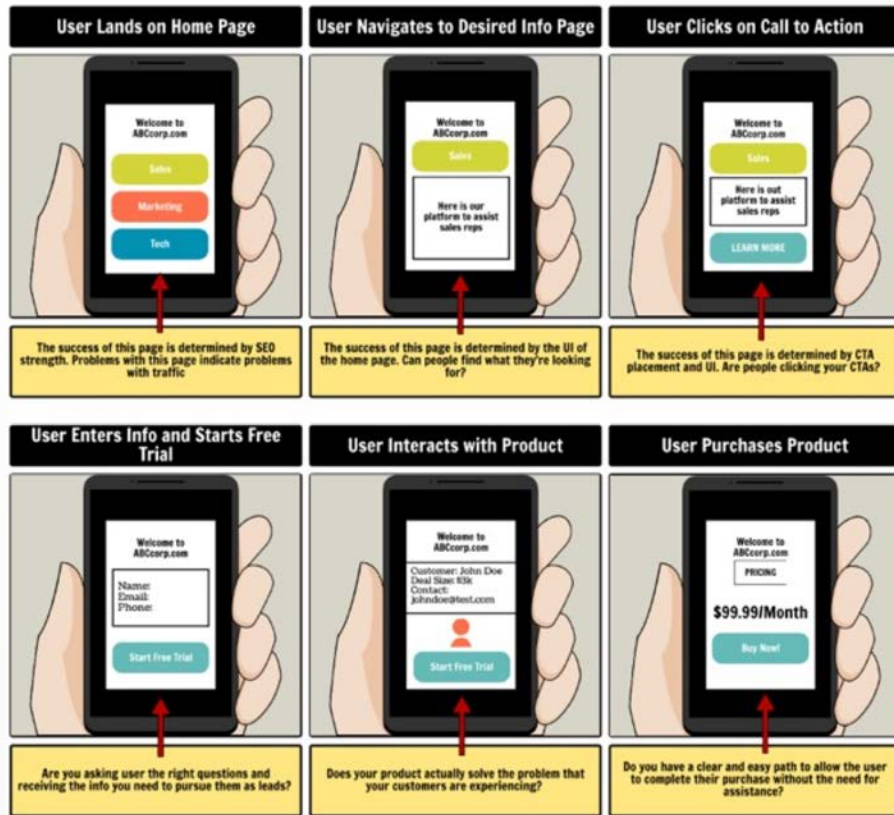 User Lands on Home Page
Welcome to
ABCcorp.com
Sales
Marketing
Tech
The success of this page is determined by SEO
strength. Problems with this page indicate problems
with traffic
User Navigates to Desired Info Page
Welcome to
ABCcorp.com
Sales
Here is our
platform to assist
sales reps
The success of this page is determined by the UI of
the home page. Can people find what they're looking
for?
User Clicks on Call to Action
Welcome to
ABCcorp.com
Sales
Here is out
platform to assist
sales reps
LEARN MORE
The success of this page is determined by CTA
placement and UI. Are people clicking your CTAs?
User Enters Info and Starts Free
Trial
Welcome to
ABCcorp.com
Name:
Email:
Phone:
Start Free Trial
Are you asking user the right questions and
receiving the info you need to pursue them as leads?
User Interacts with Product
Welcome to
ABCcorp.com
Customer: John Doe
Deal Size: $3k
Contact:
johndoe@test.com
Start Free Trial
Does your product actually solve the problem that
your customers are experiencing?
User Purchases Product
Welcome to
ABCcorp.com
PRICING
$99.99/Month
Buy Now!
Do you have a clear and easy path to allow the user
to complete their purchase without the need for
assistance?